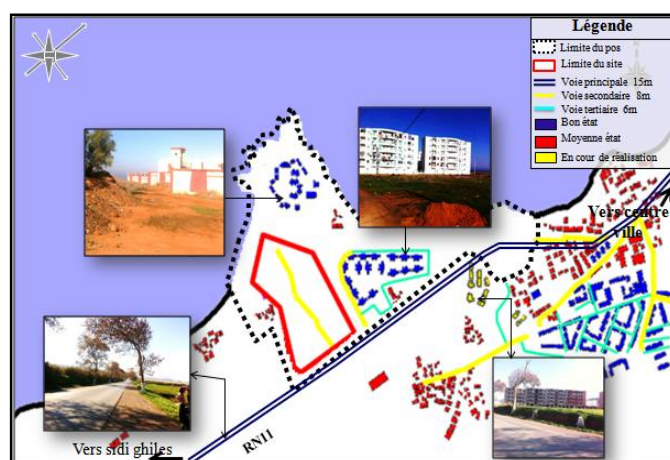 Légende
Limite du pos
Limite du site
Voie principale 15m
Voie secondaire 8m
Voie tertiaire 6m
Bon état
Moyenne état
En cour de réalisation
Vers centre
ville
RN11
Vers sidi ghiles